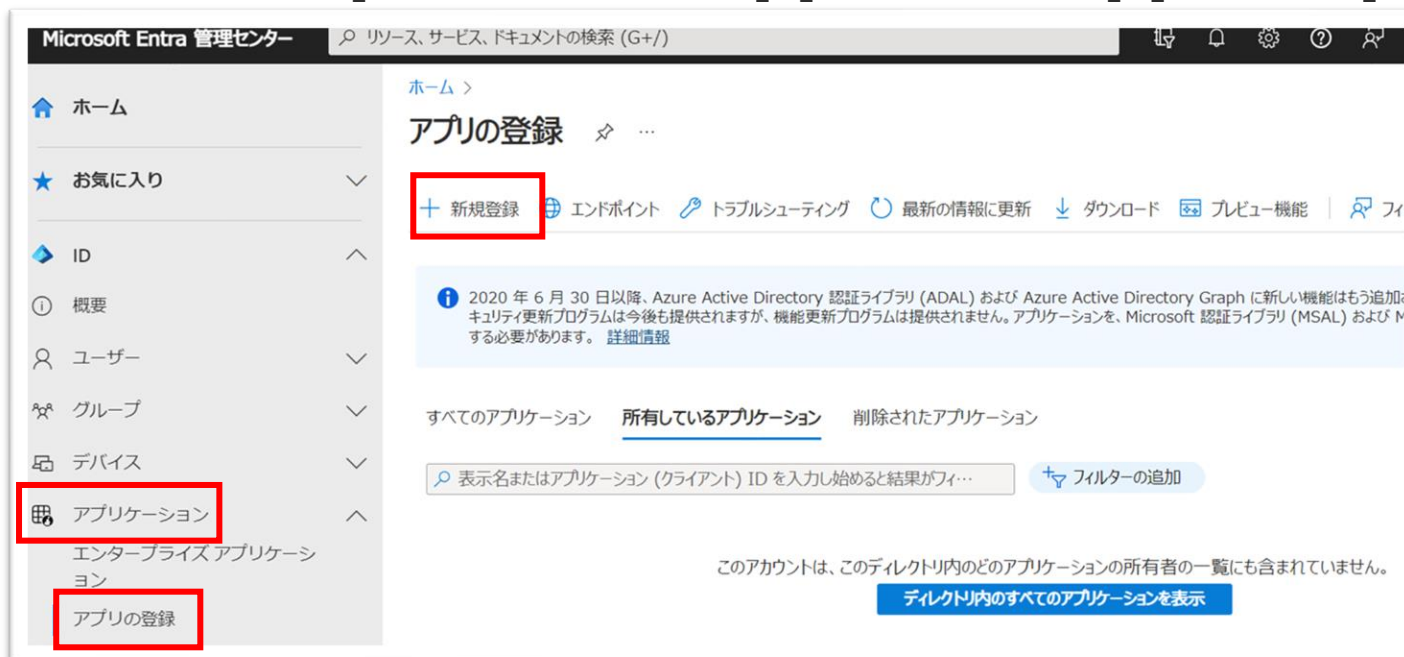 Microsoft Entra 管理センター
リソース、サービス、ドキュメントの検索 (G+/)
ホーム
お気に入り
ID
概要
ユーザー
グループ
デバイス
アプリケーション
エンタープライズ アプリケーシ
ョン
アプリの登録
ホーム >
アプリの登録 …
+ 新規登録 エンドポイント トラブルシューティング 最新の情報に更新 ダウンロード プレビュー機能 フィ
2020 年 6 月 30 日以降、Azure Active Directory 認証ライブラリ (ADAL) および Azure Active Directory Graph に新しい機能はもう追加
キュリティ更新プログラムは今後も提供されますが、機能更新プログラムは提供されません。アプリケーションを、Microsoft 認証ライブラリ (MSAL) および M
する必要があります。 詳細情報
すべてのアプリケーション 所有しているアプリケーション 削除されたアプリケーション
表示名またはアプリケーション (クライアント) ID を入力し始めると結果がフィ… フィルターの追加
このアカウントは、このディレクトリ内のどのアプリケーションの所有者の一覧にも含まれていません。
ディレクトリ内のすべてのアプリケーションを表示